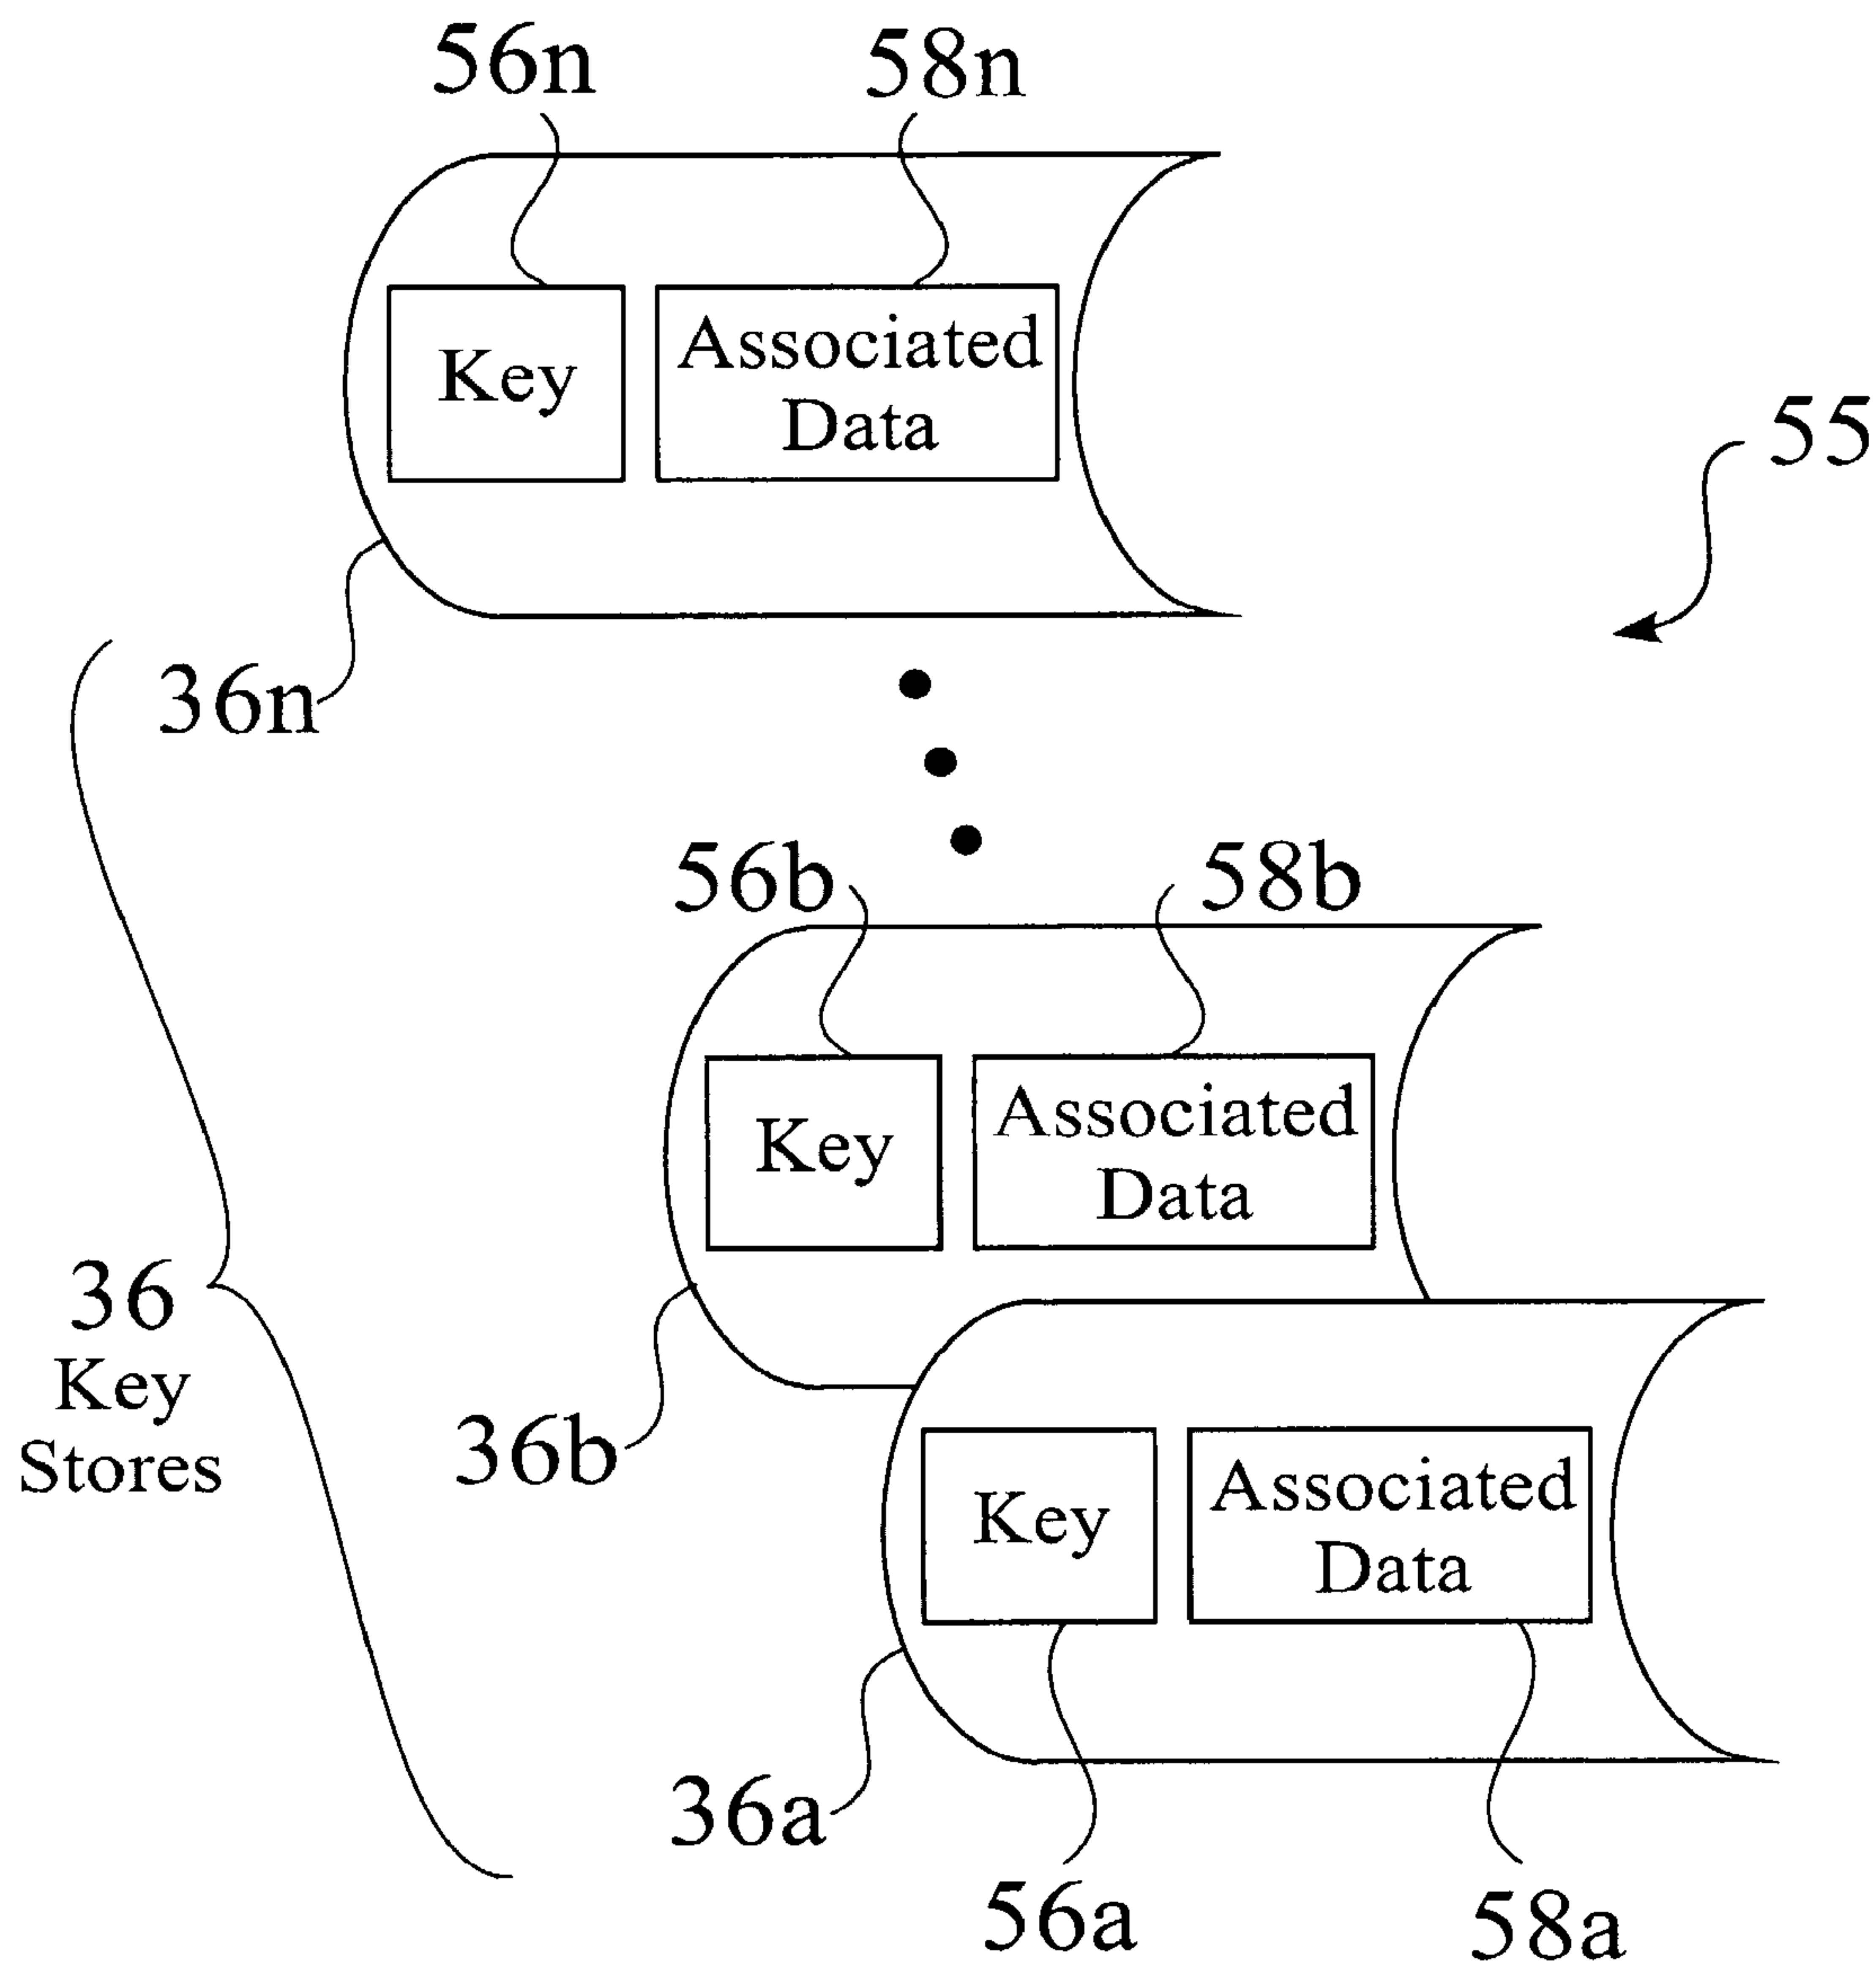 56n 58n
Key
Associated
Data
55
36n
56b 58b
Key
Associated
Data
36
Key
Stores
36b
Key
Associated
Data
36a
56a 58a